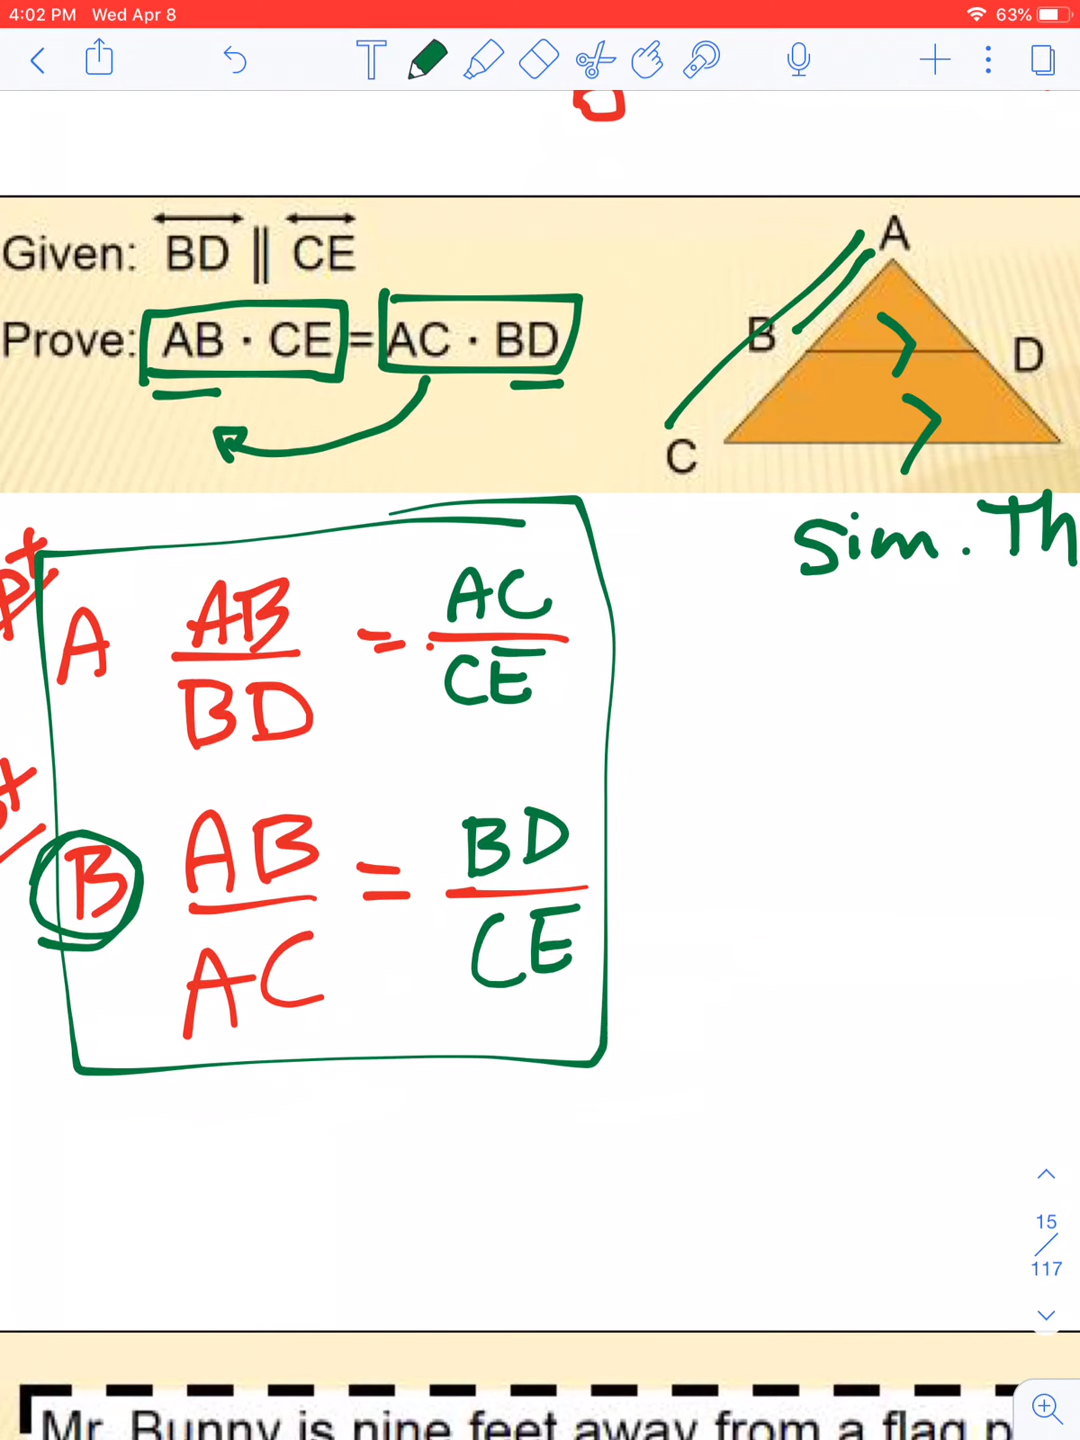 4:02 PM Wed Apr 8 63%
T
Given: BD || CE
Prove: AB · CE = AC · BD
A
B
D
C
sim. Th
pt
A AB/BD = AC/CE
B AB/AC = BD/CE
15
/
117
Mr. Bunny is nine feet away from a flag p